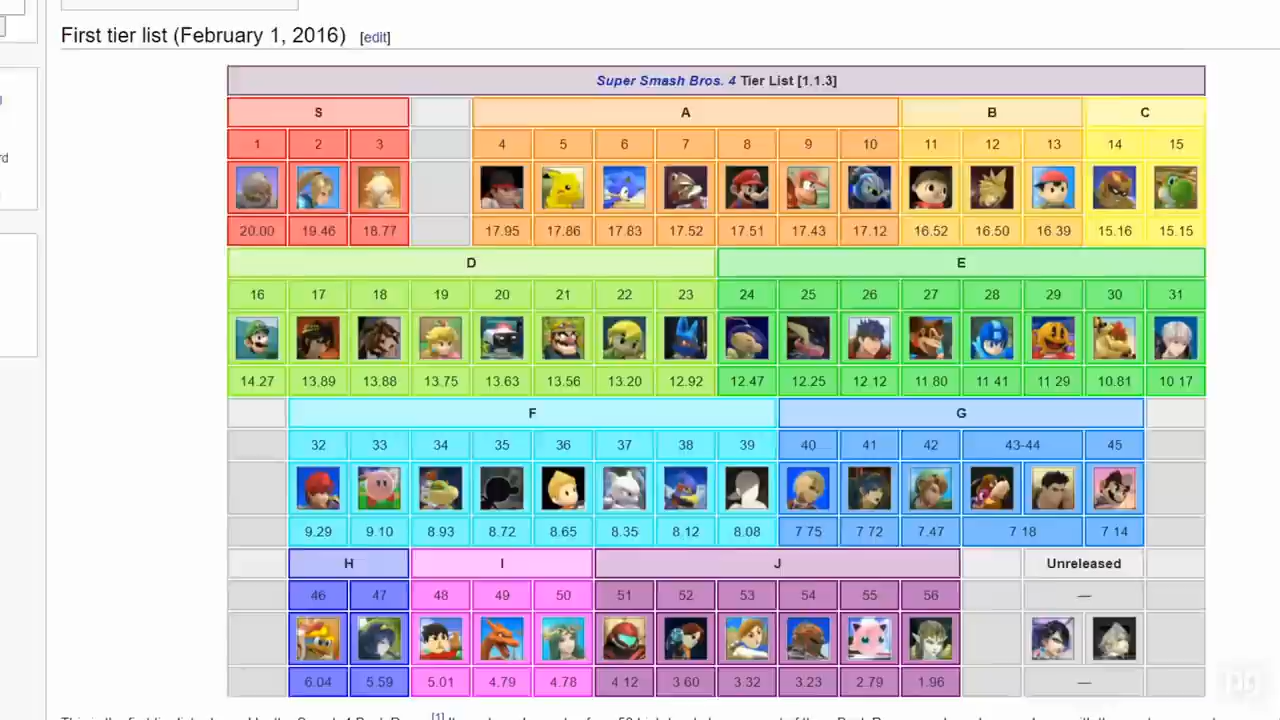 First tier list (February 1, 2016) [edit]
Super Smash Bros. 4 Tier List [1.1.3]
S A B C
1 2 3 4 5 6 7 8 9 10 11 12 13 14 15
20.00 19.46 18.77 17.95 17.86 17.83 17.52 17.51 17.43 17.12 16.52 16.50 16.39 15.16 15.15
D E
16 17 18 19 20 21 22 23 24 25 26 27 28 29 30 31
14.27 13.89 13.88 13.75 13.63 13.56 13.20 12.92 12.47 12.25 12.12 11.80 11.41 11.29 10.81 10.17
F G
32 33 34 35 36 37 38 39 40 41 42 43-44 45
9.29 9.10 8.93 8.72 8.65 8.35 8.12 8.08 7.75 7.72 7.47 7.18 7.14
H I J Unreleased
46 47 48 49 50 51 52 53 54 55 56 —
6.04 5.59 5.01 4.79 4.78 4.12 3.60 3.32 3.23 2.79 1.96 —